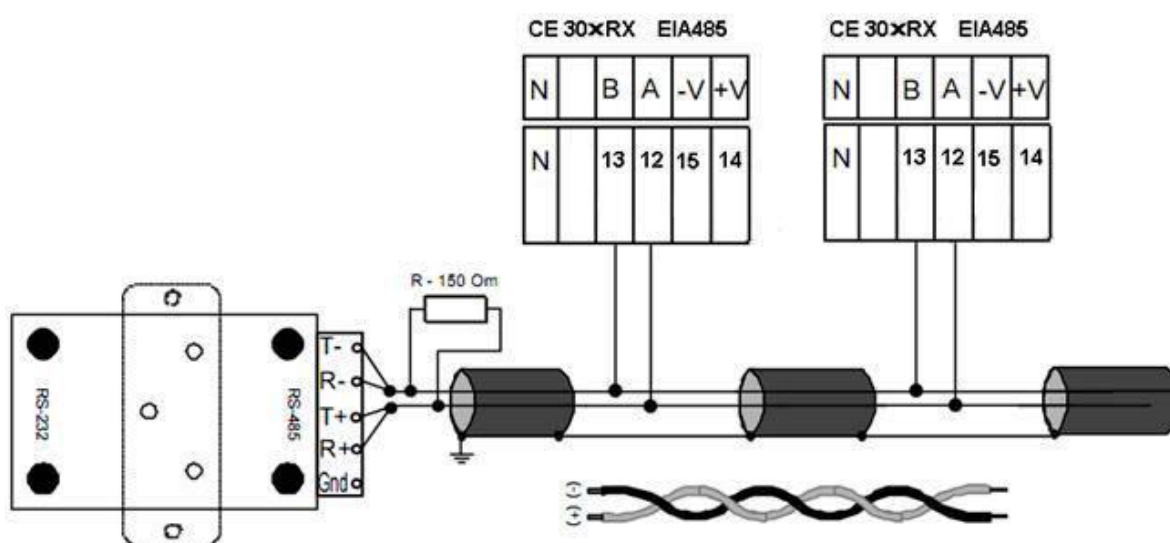 CE 30×RX EIA485
N B A -V +V
N 13 12 15 14
CE 30×RX EIA485
N B A -V +V
N 13 12 15 14
R - 150 Om
RS-232
RS-485
T-
R-
T+
R+
Gnd
(-)
(+)